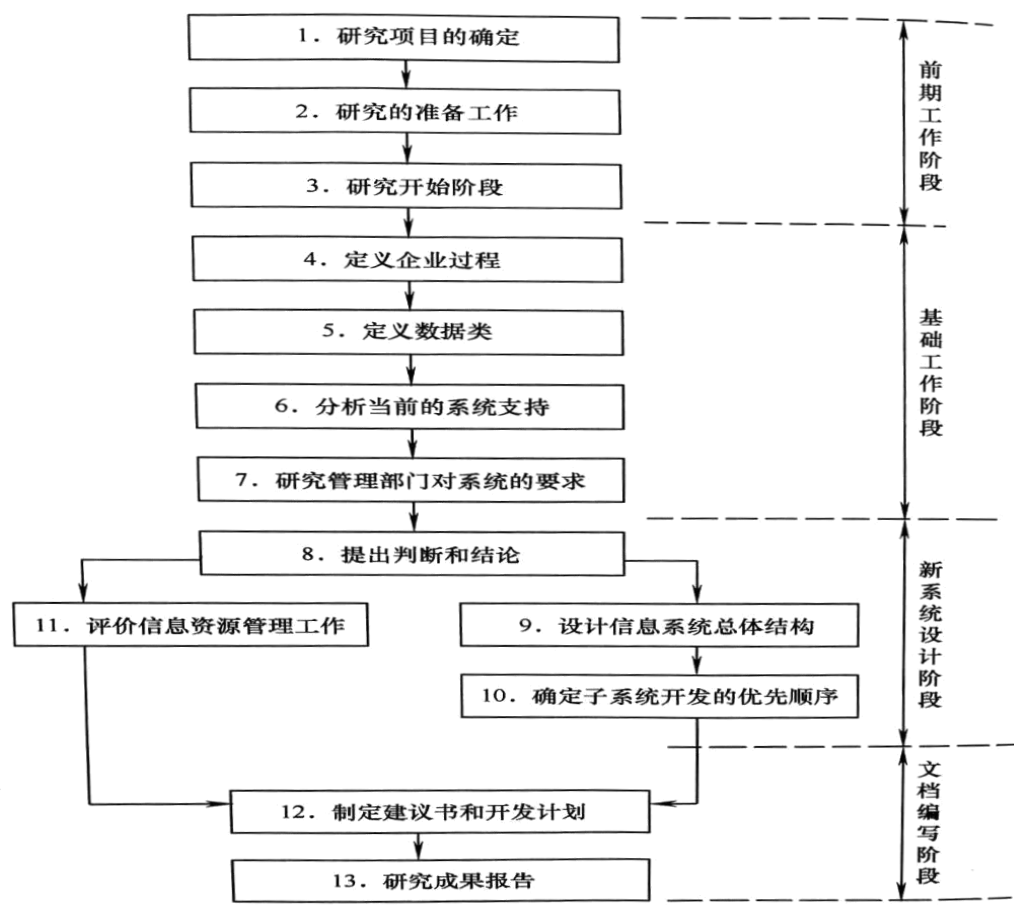 1. 研究项目的确定
2. 研究的准备工作
3. 研究开始阶段
前期工作阶段
4. 定义企业过程
5. 定义数据类
6. 分析当前的系统支持
7. 研究管理部门对系统的要求
基础工作阶段
8. 提出判断和结论
11. 评价信息资源管理工作
9. 设计信息系统总体结构
10. 确定子系统开发的优先顺序
新系统设计阶段
12. 制定建议书和开发计划
13. 研究成果报告
文档编写阶段